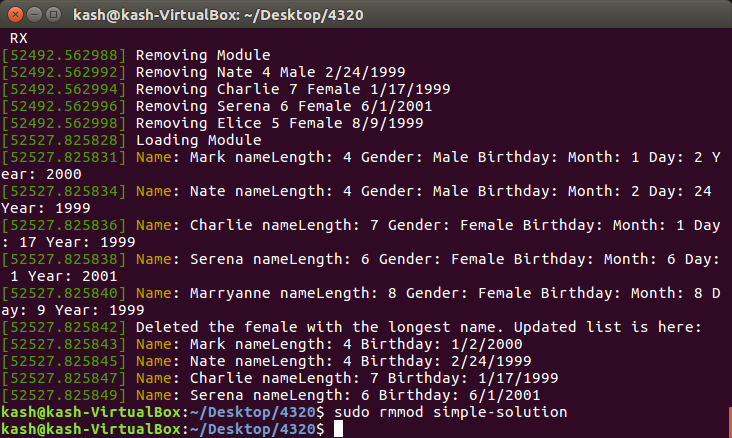 kash@kash-VirtualBox: ~/Desktop/4320
RX
[52492.562988] Removing Module
[52492.562992] Removing Nate 4 Male 2/24/1999
[52492.562994] Removing Charlie 7 Female 1/17/1999
[52492.562996] Removing Serena 6 Female 6/1/2001
[52492.562998] Removing Elice 5 Female 8/9/1999
[52527.825828] Loading Module
[52527.825831] Name: Mark nameLength: 4 Gender: Male Birthday: Month: 1 Day: 2 Y
ear: 2000
[52527.825834] Name: Nate nameLength: 4 Gender: Male Birthday: Month: 2 Day: 24
Year: 1999
[52527.825836] Name: Charlie nameLength: 7 Gender: Female Birthday: Month: 1 Day
: 17 Year: 1999
[52527.825838] Name: Serena nameLength: 6 Gender: Female Birthday: Month: 6 Day:
 1 Year: 2001
[52527.825840] Name: Marryanne nameLength: 8 Gender: Female Birthday: Month: 8 D
ay: 9 Year: 1999
[52527.825842] Deleted the female with the longest name. Updated list is here:
[52527.825843] Name: Mark nameLength: 4 Birthday: 1/2/2000
[52527.825845] Name: Nate nameLength: 4 Birthday: 2/24/1999
[52527.825847] Name: Charlie nameLength: 7 Birthday: 1/17/1999
[52527.825849] Name: Serena nameLength: 6 Birthday: 6/1/2001
kash@kash-VirtualBox:~/Desktop/4320$ sudo rmmod simple-solution
kash@kash-VirtualBox:~/Desktop/4320$